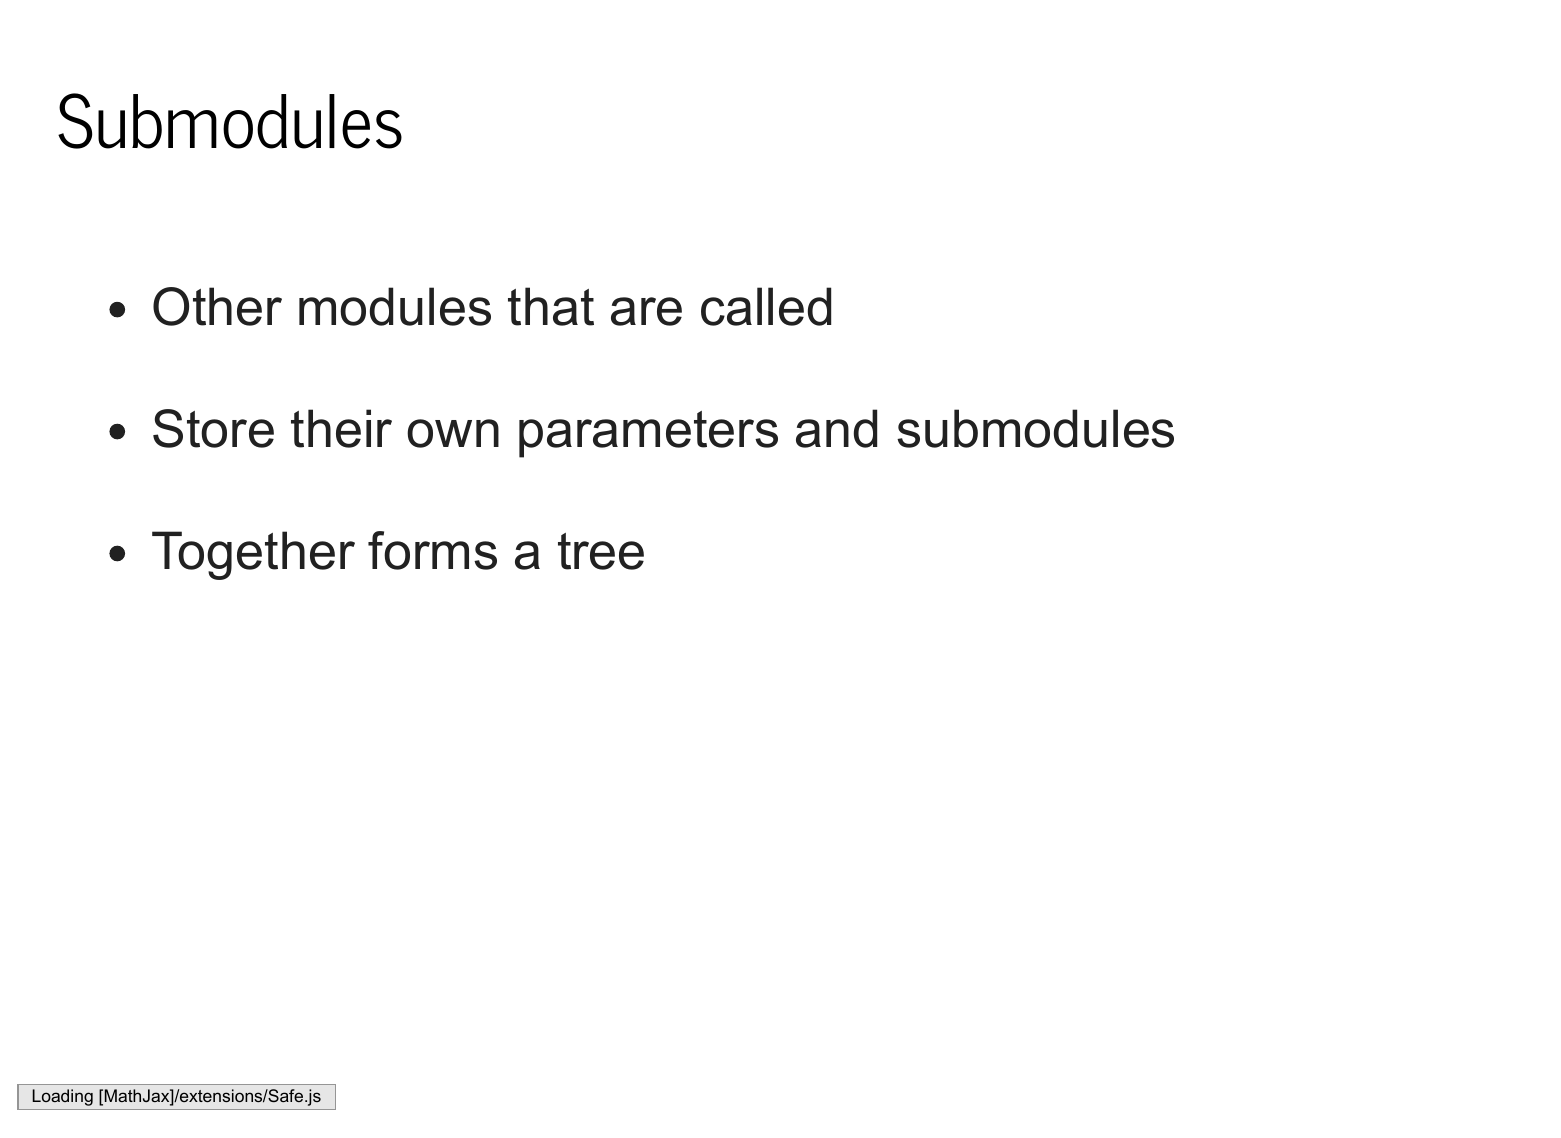 Submodules
• Other modules that are called
• Store their own parameters and submodules
• Together forms a tree
Loading [MathJax]/extensions/Safe.js